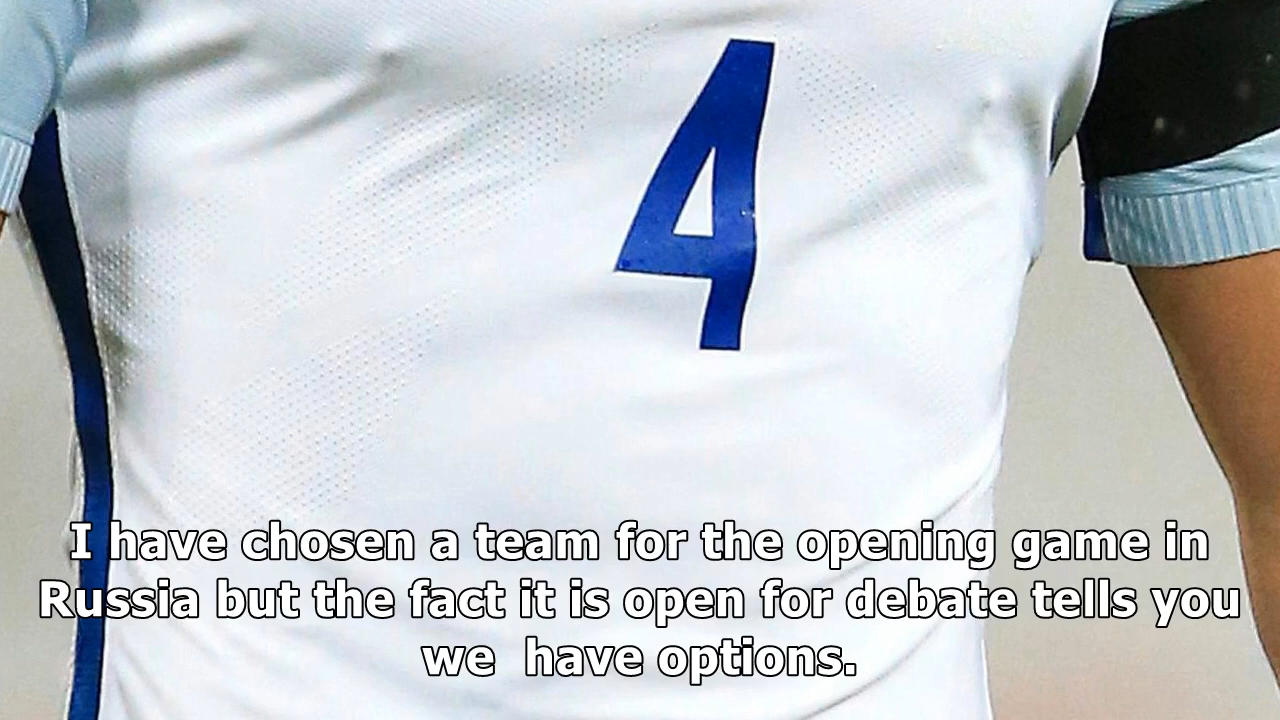 4
I have chosen a team for the opening game in
Russia but the fact it is open for debate tells you
we  have options.